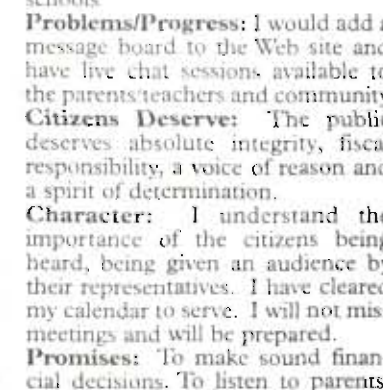 schools
Problems/Progress: I would add a
message board to the Web site and
have live chat sessions available to
the parents/teachers and community
Citizens Deserve: The publi
deserves absolute integrity, fisca
responsibility, a voice of reason and
a spirit of determination.
Character: I understand the
importance of the citizens being
heard, being given an audience by
their representatives. I have cleared
my calendar to serve. I will not mis
meetings and will be prepared.
Promises: To make sound finan
cial decisions. To listen to parents